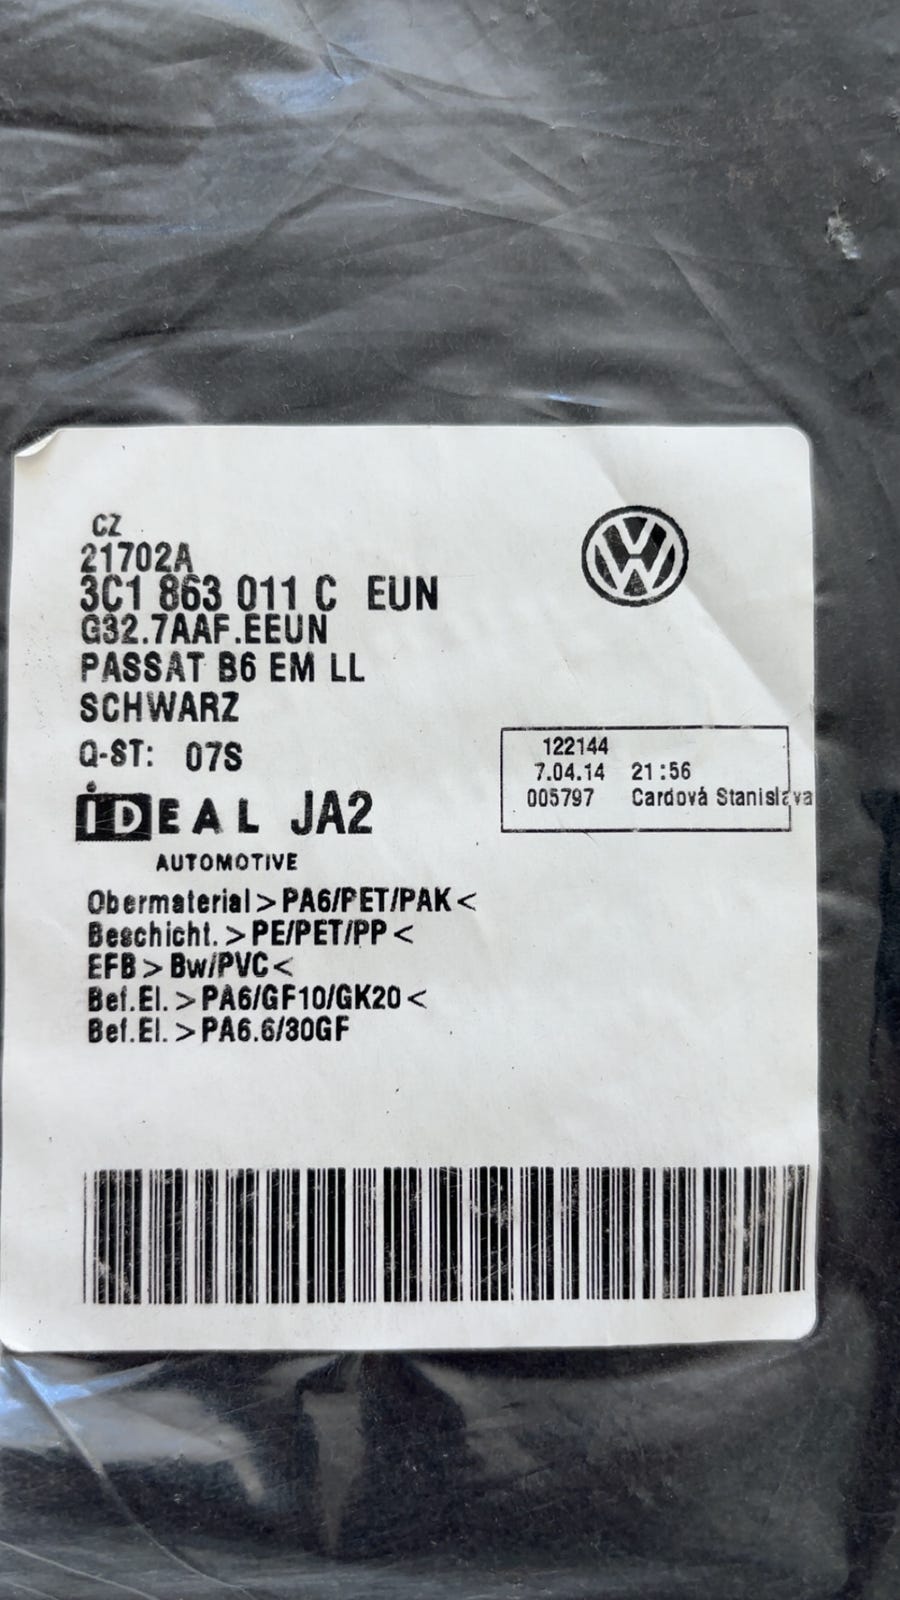 CZ
21702A
3C1 863 011 C EUN
G32.7AAF.EEUN
PASSAT B6 EM LL
SCHWARZ
Q-ST: 07S
122144
7.04.14 21:56
005797 Cardová Stanislava
IDEAL JA2
AUTOMOTIVE
Obermaterial>PA6/PET/PAK<
Beschicht.>PE/PET/PP<
EFB>Bw/PVC<
Bef.El.>PA6/GF10/GK20<
Bef.El.>PA6.6/30GF